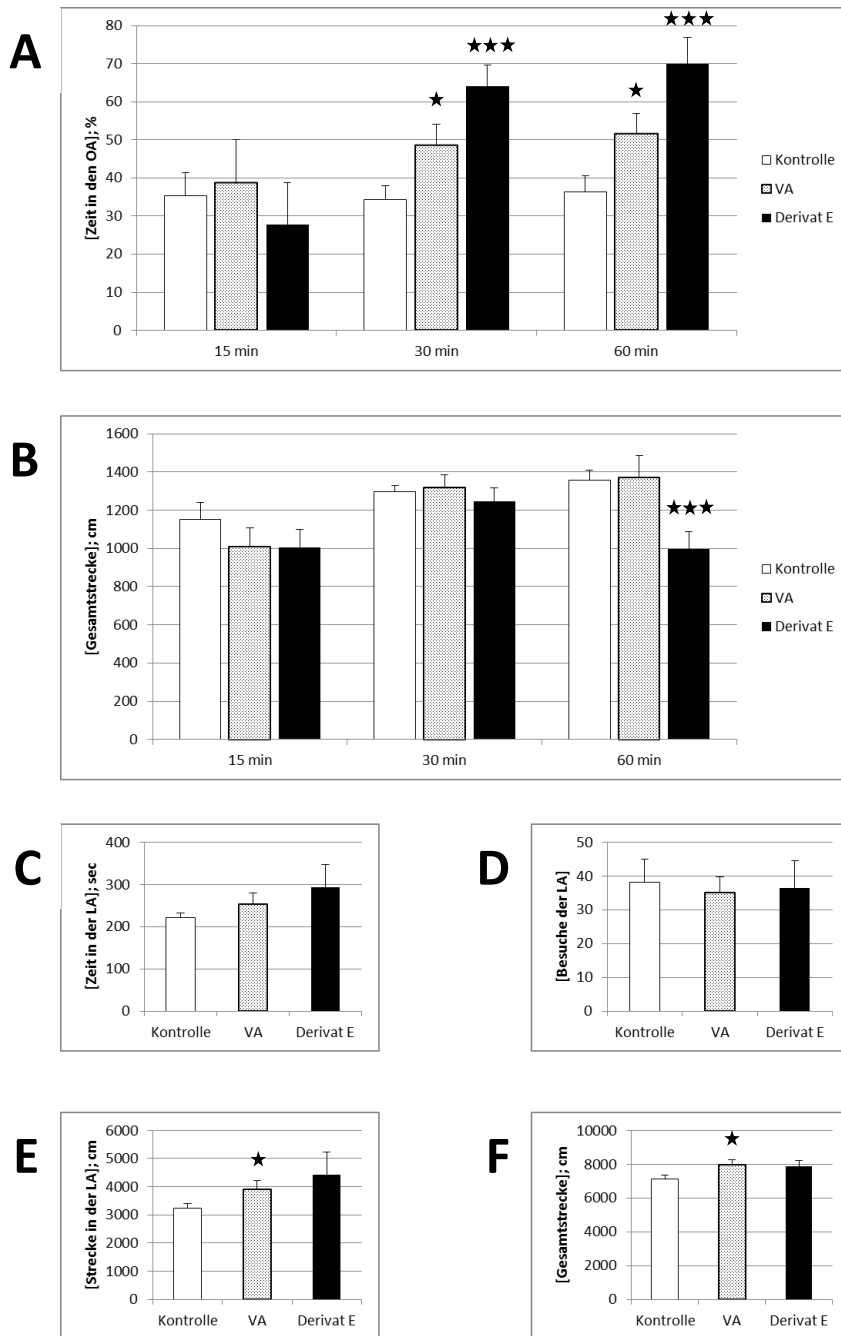 A
[Zeit in den OA]; %
80
70
60
50
40
30
20
10
0
★ ★★★ ★ ★★★
15 min 30 min 60 min
Kontrolle
VA
Derivat E
B
[Gesamtstrecke]; cm
1600
1400
1200
1000
800
600
400
200
0
★★★
15 min 30 min 60 min
Kontrolle
VA
Derivat E
C
[Zeit in der LA]; sec
400
300
200
100
0
Kontrolle VA Derivat E
D
[Besuche der LA]
50
40
30
20
10
0
Kontrolle VA Derivat E
E
[Strecke in der LA]; cm
6000
5000
4000
3000
2000
1000
0
★
Kontrolle VA Derivat E
F
[Gesamtstrecke]; cm
10000
8000
6000
4000
2000
0
★
Kontrolle VA Derivat E